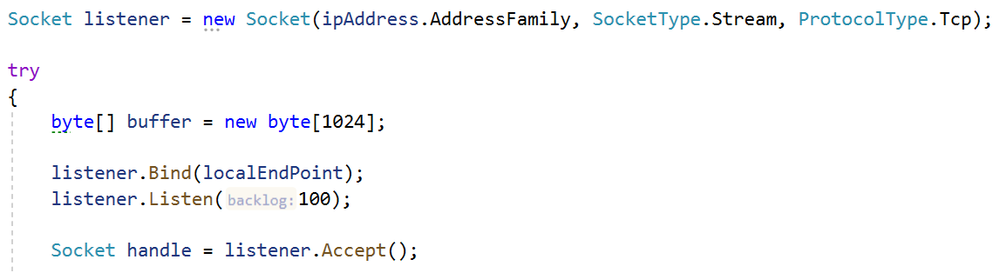 Socket listener = new Socket(ipAddress.AddressFamily, SocketType.Stream, ProtocolType.Tcp);
try
{
byte[] buffer = new byte[1024];
listener.Bind(localEndPoint);
listener.Listen(backlog:100);
Socket handle = listener.Accept();